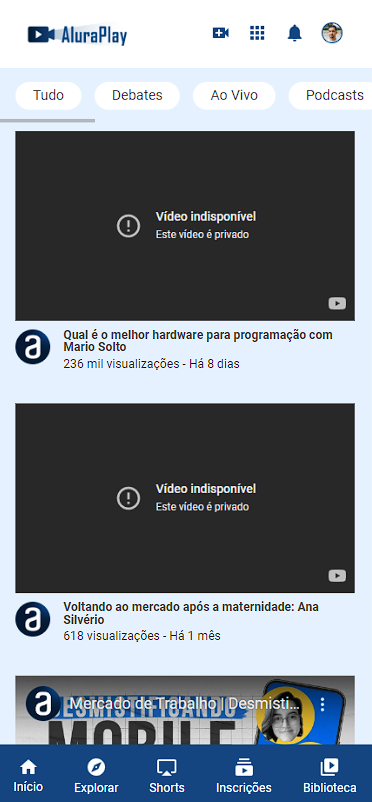 AluraPlay
Tudo
Debates
Ao Vivo
Podcasts
Vídeo indisponível
Este vídeo é privado
Qual é o melhor hardware para programação com
Mario Solto
236 mil visualizações - Há 8 dias
Vídeo indisponível
Este vídeo é privado
Voltando ao mercado após a maternidade: Ana
Silvério
618 visualizações - Há 1 mês
Mercado de Trabalho | Desmisti...
DESMISTIFICANDO
MOBILE
Início
Explorar
Shorts
Inscrições
Biblioteca